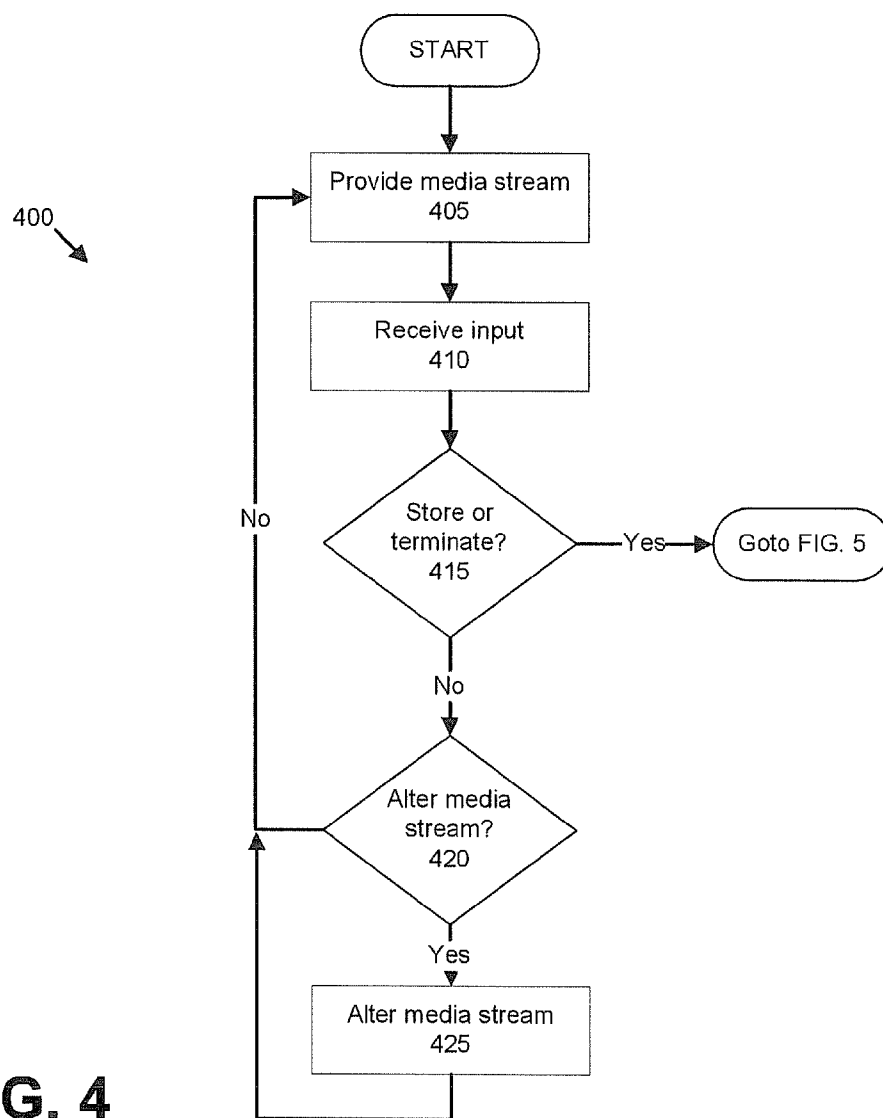 START
Provide media stream
405
400
Receive input
410
Store or
terminate?
415
Yes
Goto FIG. 5
No
No
Alter media
stream?
420
Yes
Alter media stream
425
G. 4